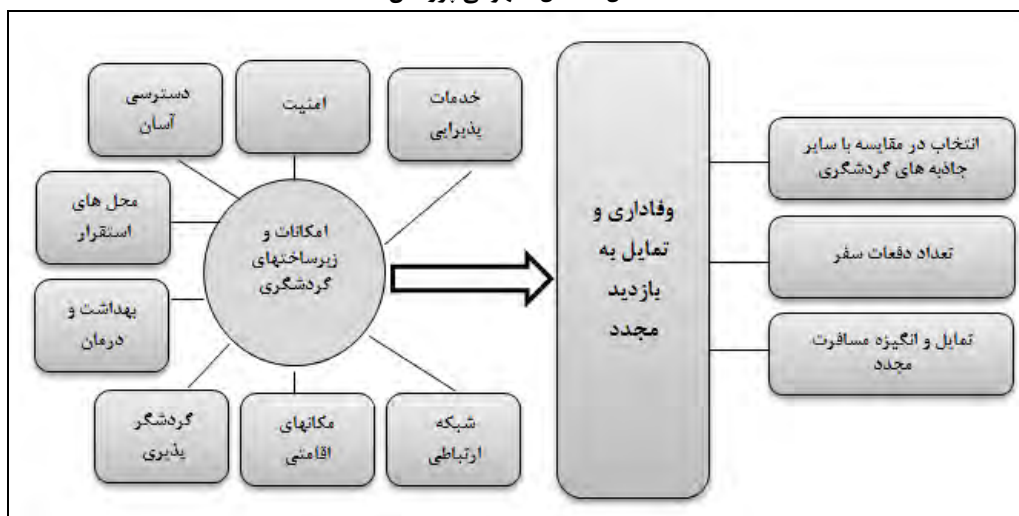 خدمات
پذیرایی
امنیت
دسترسی
آسان
محل های
استقرار
بهداشت و
درمان
گردشگر
پذیری
مکانهای
اقامتی
شبکه
ارتباطی
امکانات و
زیرساختهای
گردشگری
وفاداری و
تمایل به
بازدید
مجدد
انتخاب در مقایسه با سایر
جاذبه های گردشگری
تعداد دفعات سفر
تمایل و انگیزه مسافرت
مجدد